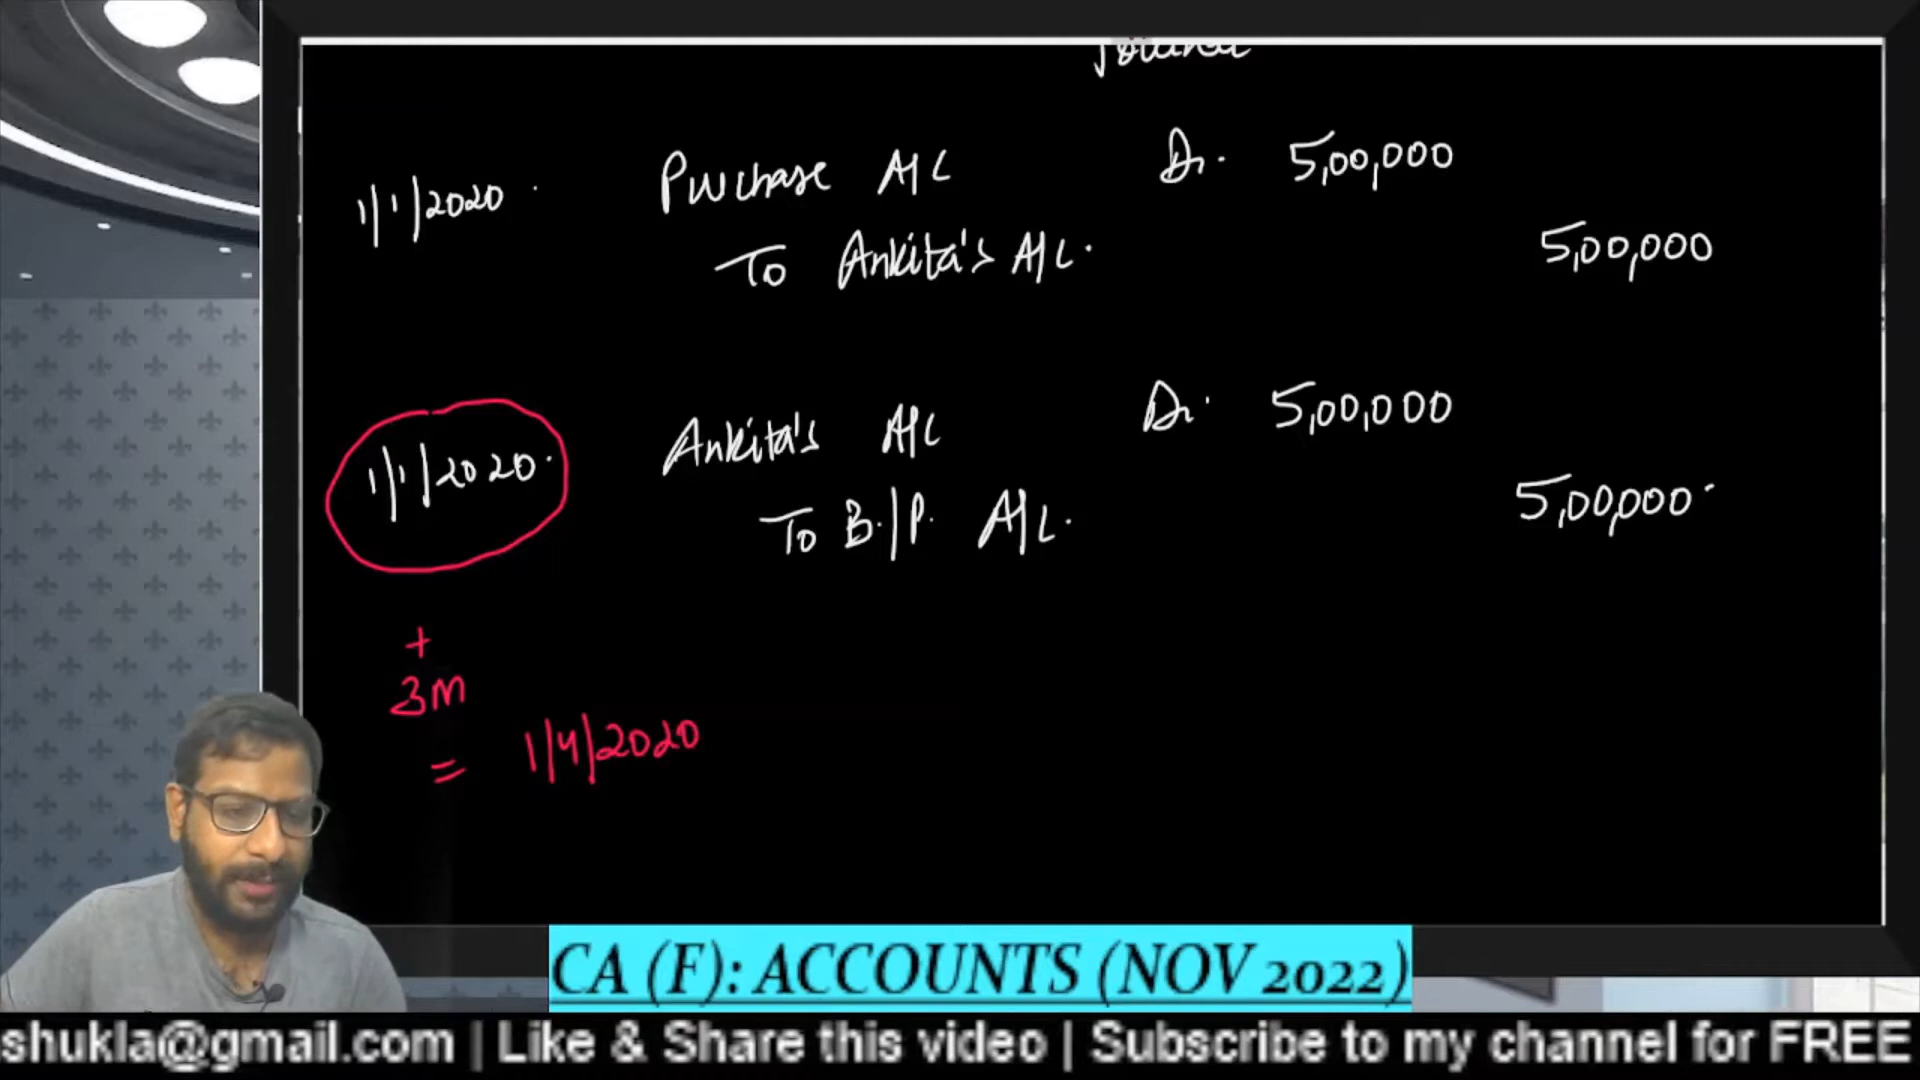 1/1/2020 Purchase A/C Dr. 5,00,000
To Ankita's A/C. 5,00,000
1/1/2020. Ankita's A/C Dr. 5,00,000
To B.|P. A/C. 5,00,000
+
3M
= 1/4/2020
CA (F): ACCOUNTS (NOV 2022)
shukla@gmail.com | Like & Share this video | Subscribe to my channel for FREE